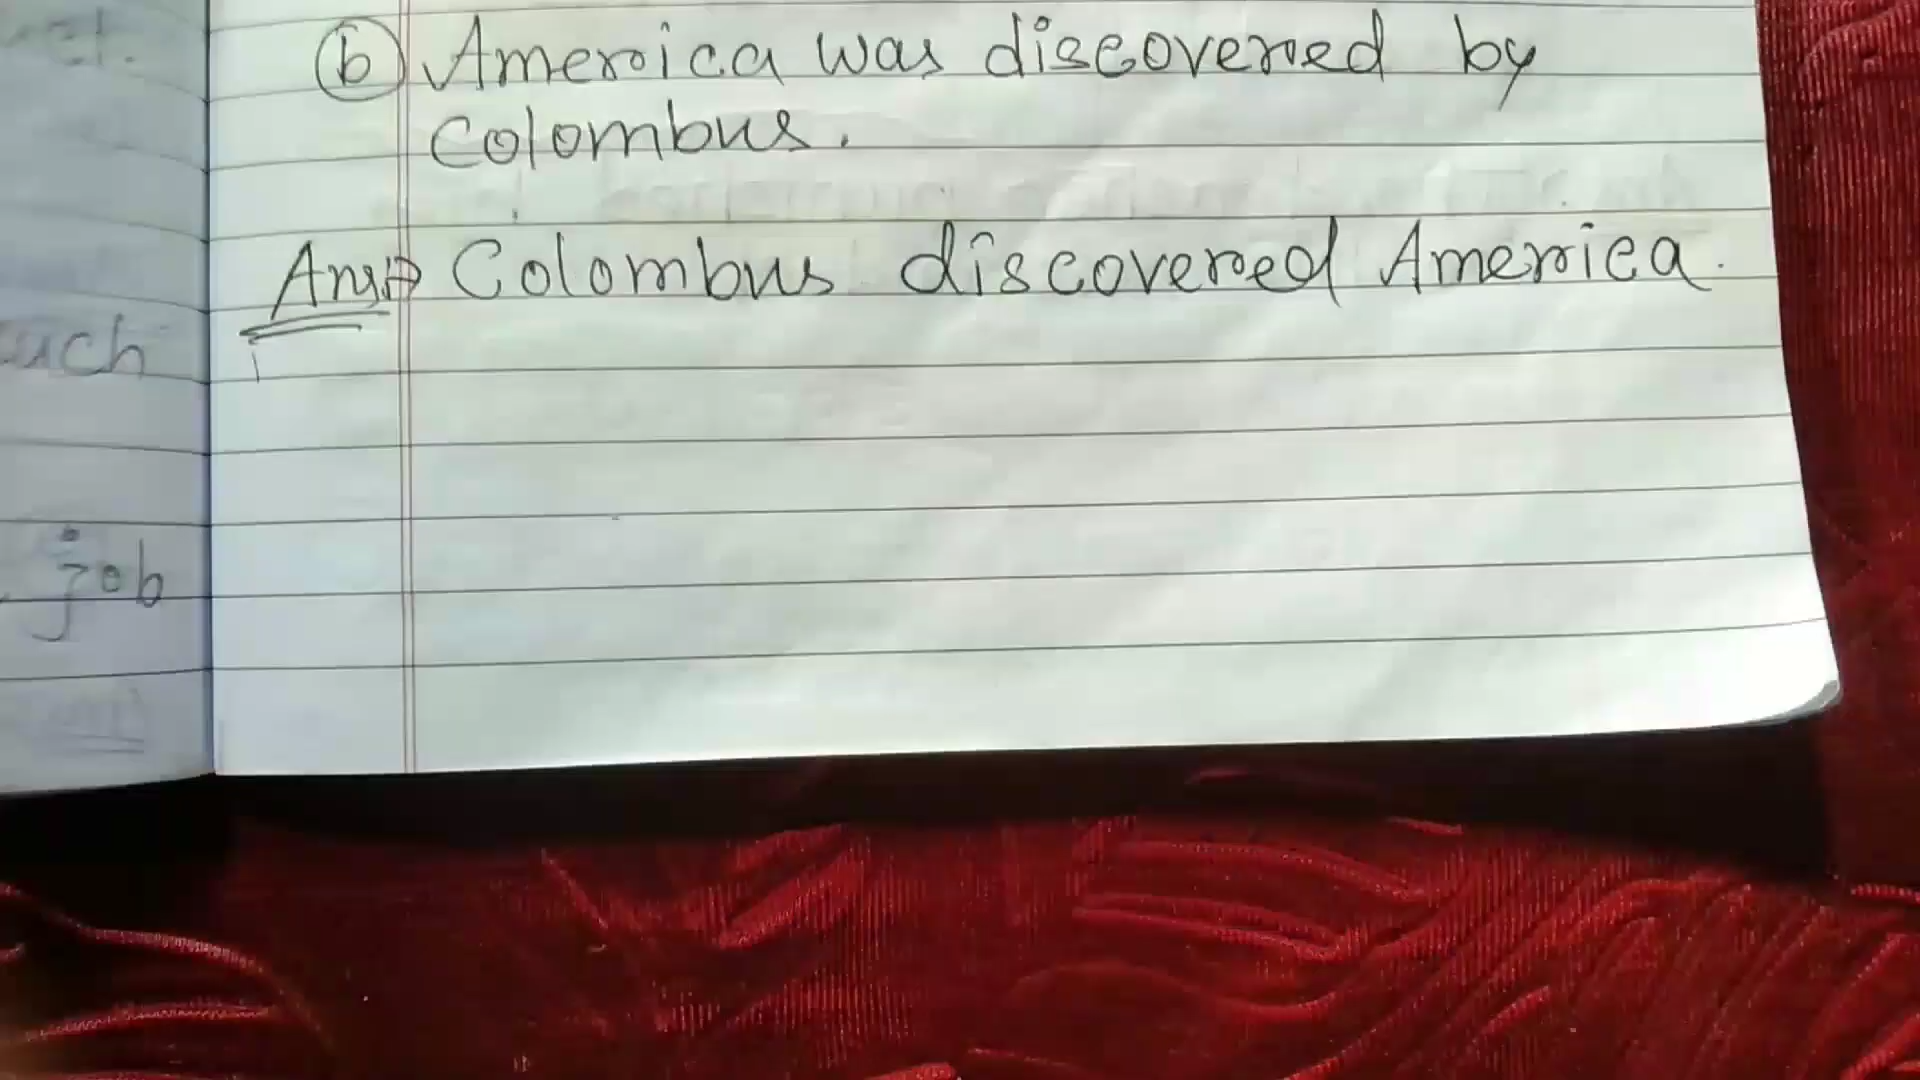 ⓑ America was discovered by
Colombus.
Ans⇒ Colombus discovered America.
uch
job